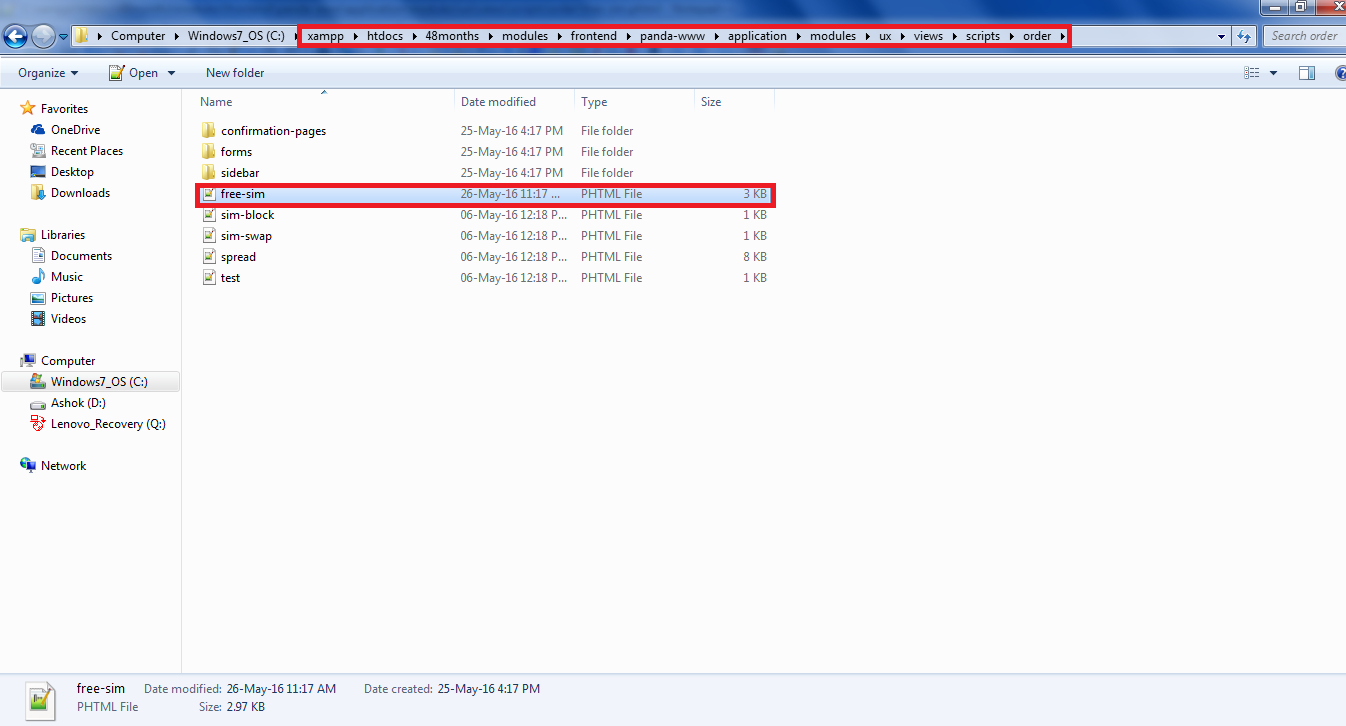 Computer Windows7_OS (C:) xampp htdocs 48months modules frontend panda-www application modules ux views scripts order Search order
Organize Open New folder
Name Date modified Type Size
Favorites
OneDrive
Recent Places
Desktop
Downloads
Libraries
Documents
Music
Pictures
Videos
Computer
Windows7_OS (C:)
Ashok (D:)
Lenovo_Recovery (Q:)
Network
confirmation-pages 25-May-16 4:17 PM File folder
forms 25-May-16 4:17 PM File folder
sidebar 25-May-16 4:17 PM File folder
free-sim 26-May-16 11:17 ... PHTML File 3 KB
sim-block 06-May-16 12:18 P... PHTML File 1 KB
sim-swap 06-May-16 12:18 P... PHTML File 1 KB
spread 06-May-16 12:18 P... PHTML File 8 KB
test 06-May-16 12:18 P... PHTML File 1 KB
free-sim Date modified: 26-May-16 11:17 AM Date created: 25-May-16 4:17 PM
PHTML File Size: 2.97 KB